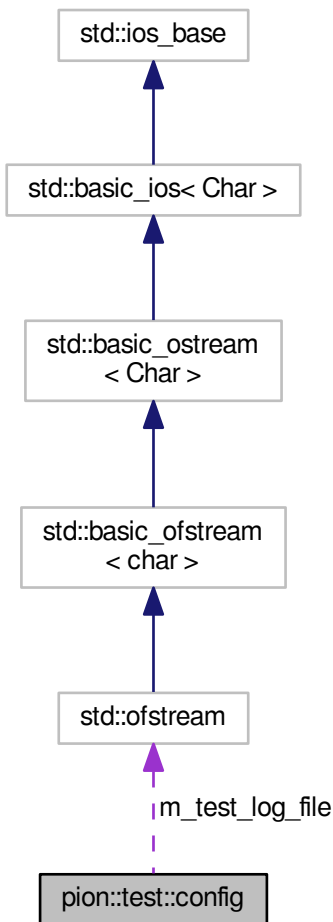 std::ios_base
std::basic_ios< Char >
std::basic_ostream
< Char >
std::basic_ofstream
< char >
std::ofstream
m_test_log_file
pion::test::config